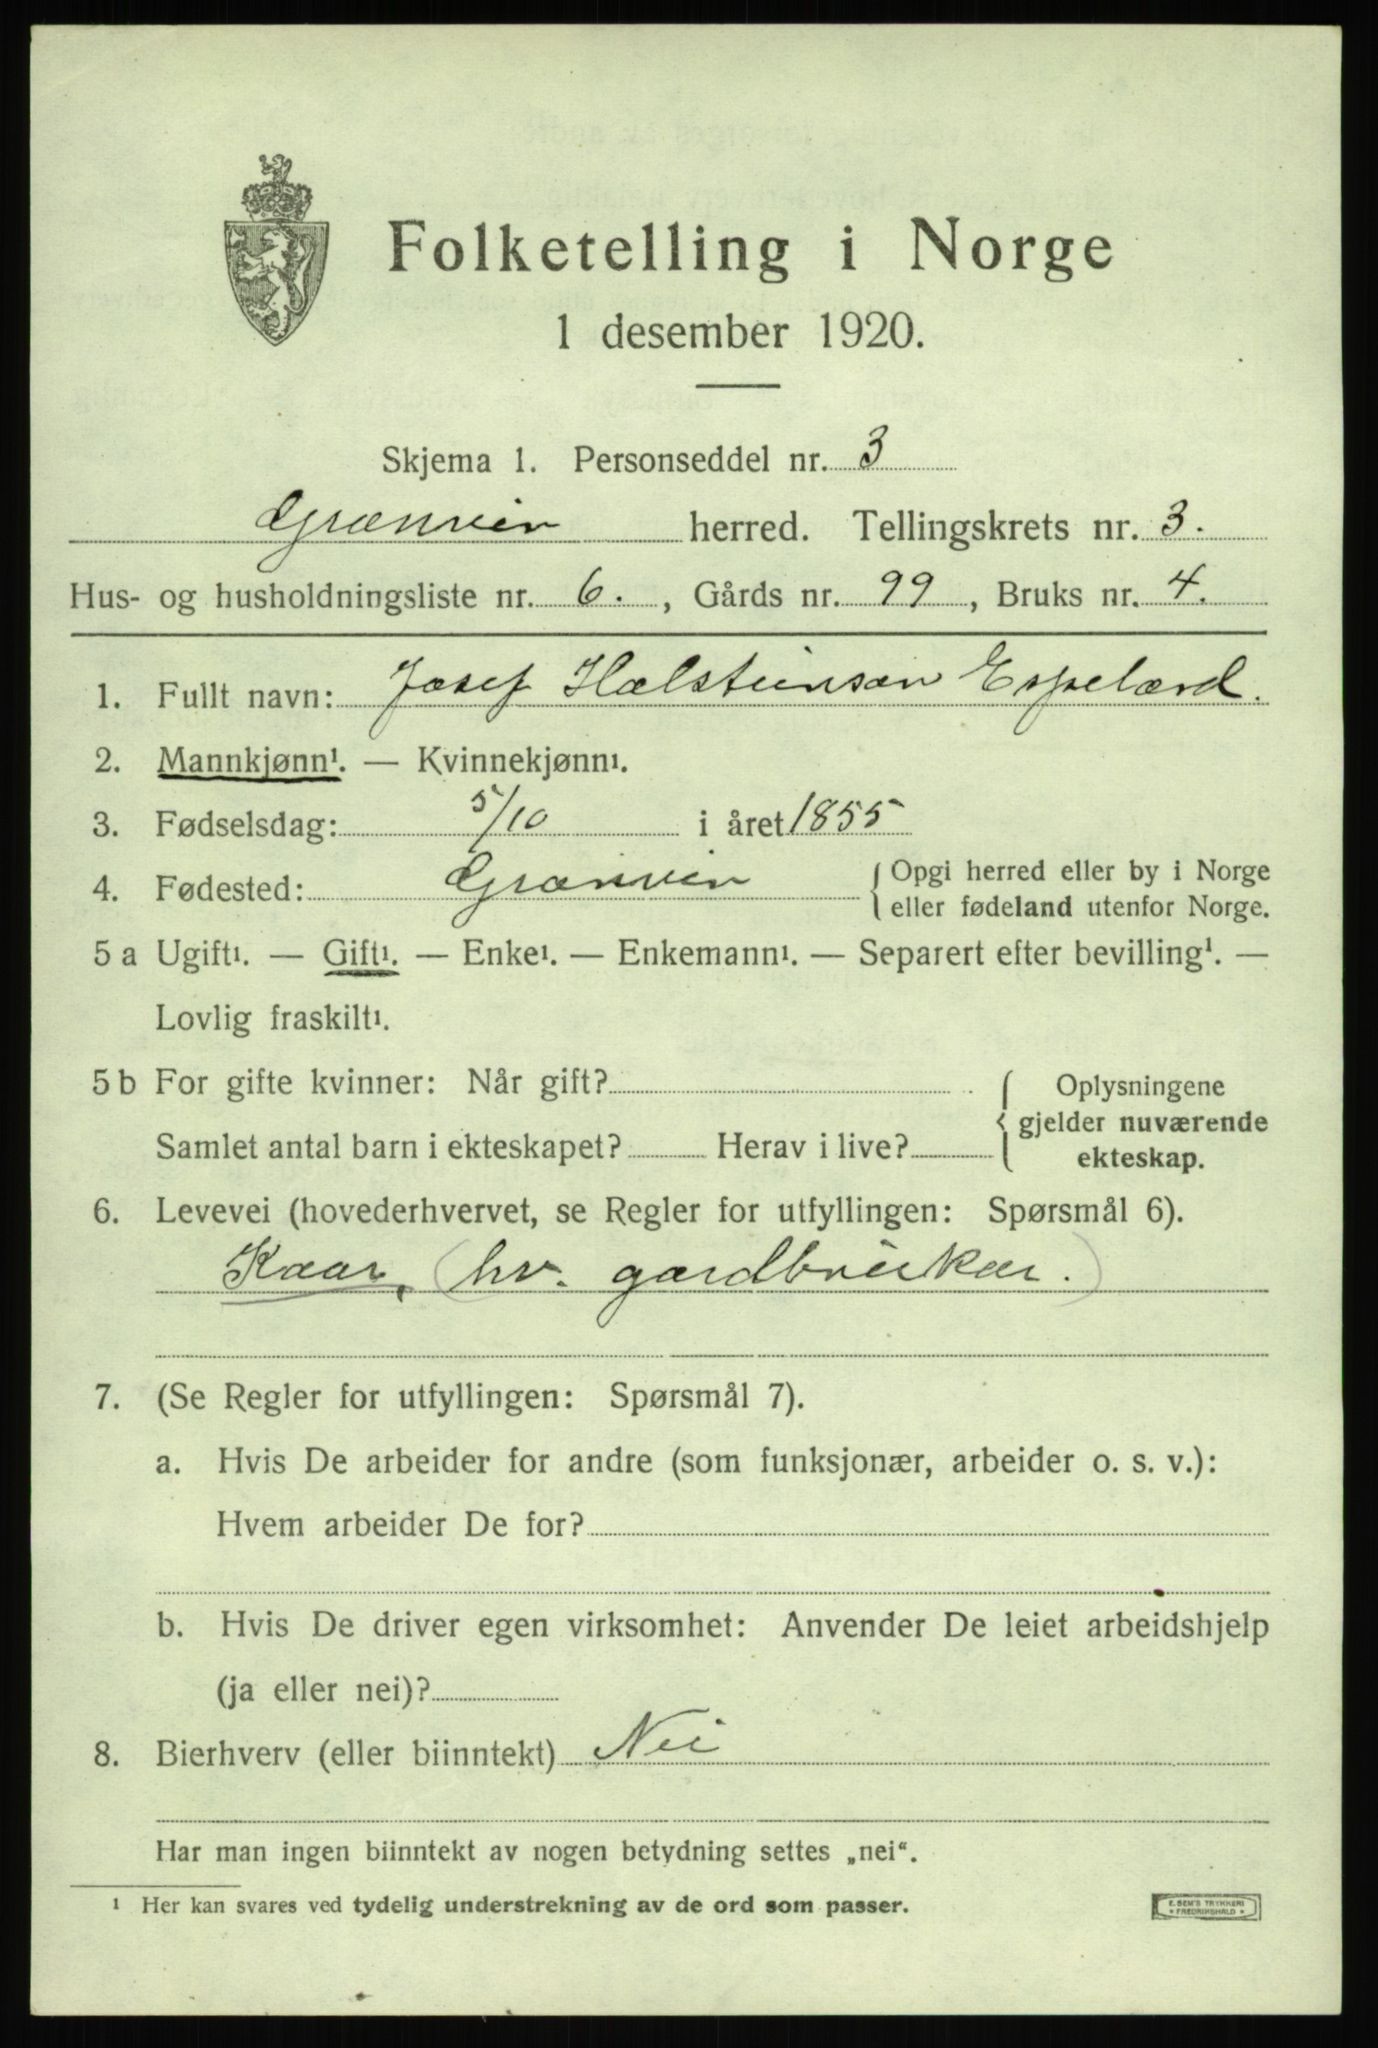 Folketelling i Norge
1 desember 1920.
Skjema 1. Personseddel nr. 3
Granvin herred. Tellingskrets nr. 3.
Hus- og husholdningsliste nr. 6. , Gårds nr. 99 , Bruks nr. 4.
1. Fullt navn: Josef Halsteinsan Espeland.
2. Mannkjønn¹. — Kvinnekjønn¹.
3. Fødselsdag: 5/10 i året 1855
4. Fødested: Granvin { Opgi herred eller by i Norge
eller fødeland utenfor Norge.
5 a Ugift¹. — Gift¹. — Enke¹. — Enkemann¹. — Separert efter bevilling¹. —
Lovlig fraskilt¹.
5 b For gifte kvinner: Når gift? { Oplysningene
gjelder nuværende
Samlet antal barn i ekteskapet? Herav i live? ekteskap.
6. Levevei (hovederhvervet, se Regler for utfyllingen: Spørsmål 6).
Kaar, (hv. gardbrukar.)
7. (Se Regler for utfyllingen: Spørsmål 7).
a. Hvis De arbeider for andre (som funksjonær, arbeider o. s. v.):
Hvem arbeider De for?
b. Hvis De driver egen virksomhet: Anvender De leiet arbeidshjelp
(ja eller nei)?
8. Bierhverv (eller biinntekt) Nei
Har man ingen biinntekt av nogen betydning settes „nei“.
¹ Her kan svares ved tydelig understrekning av de ord som passer.
E. SEM'S TRYKKERI
* FREDRIKSHALD *